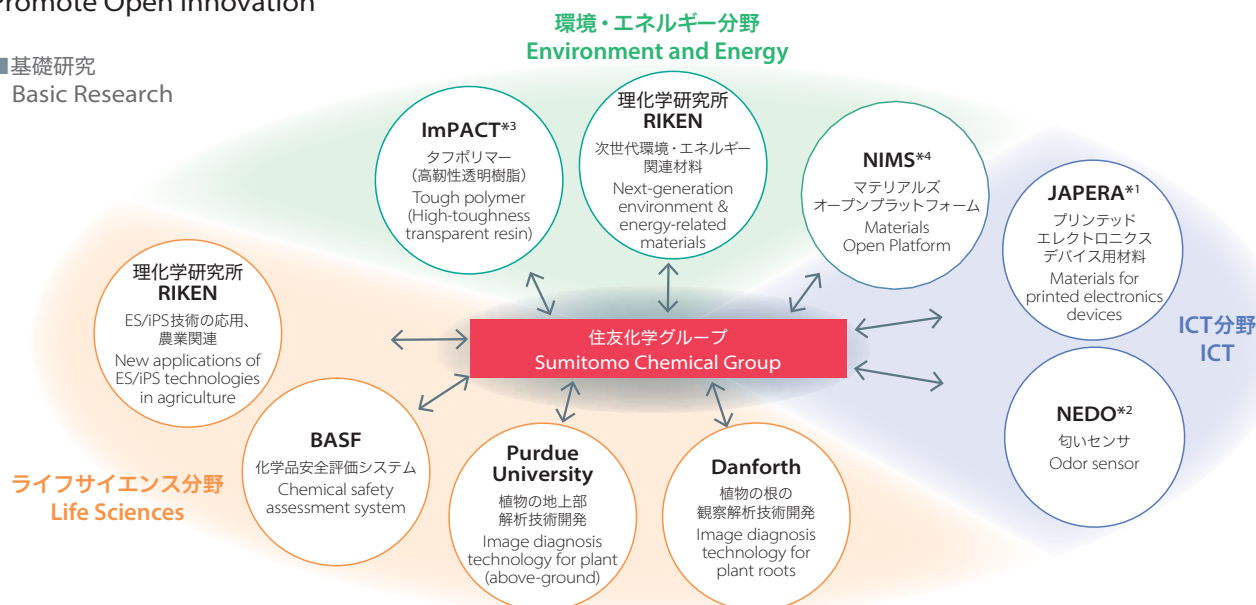 Promote Open Innovation
■基礎研究
Basic Research
環境・エネルギー分野
Environment and Energy
ImPACT*3
タフポリマー
（高靭性透明樹脂）
Tough polymer
(High-toughness
transparent resin)
理化学研究所
RIKEN
次世代環境・エネルギー
関連材料
Next-generation
environment &
energy-related
materials
NIMS*4
マテリアルズ
オープンプラットフォーム
Materials
Open Platform
JAPERA*1
プリンテッド
エレクトロニクス
デバイス用材料
Materials for
printed electronics
devices
ICT分野
ICT
NEDO*2
匂いセンサ
Odor sensor
住友化学グループ
Sumitomo Chemical Group
理化学研究所
RIKEN
ES/iPS技術の応用、
農業関連
New applications of
ES/iPS technologies
in agriculture
BASF
化学品安全評価システム
Chemical safety
assessment system
ライフサイエンス分野
Life Sciences
Purdue
University
植物の地上部
解析技術開発
Image diagnosis
technology for plant
(above-ground)
Danforth
植物の根の
観察解析技術開発
Image diagnosis
technology for
plant roots